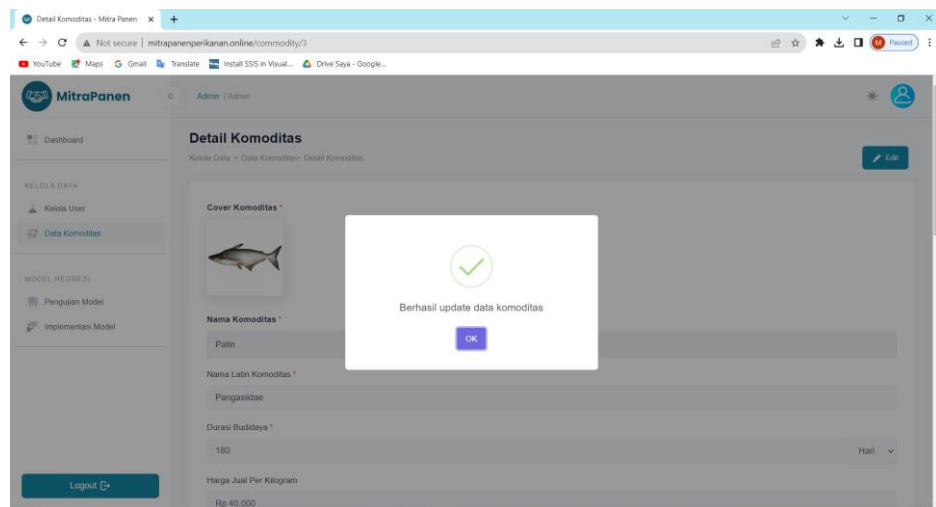 Detail Komoditas - Mitra Panen
Not secure | mitrapanenperikanan.online/commodity/3
M Paused
YouTube Maps Gmail Translate Install SSIS in Visual... Drive Saya - Google...
MitraPanen
Admin | Admin
Dashboard
Detail Komoditas
Kelola Data • Data Komoditas• Detail Komoditas
Edit
KELOLA DATA
Kelola User
Data Komoditas
MODEL REGRESI
Pengujian Model
Implementasi Model
Logout
Cover Komoditas *
Nama Komoditas *
Patin
Nama Latin Komoditas *
Pangasiidae
Durasi Budidaya *
180 Hari
Harga Jual Per Kilogram
Rp 40.000
Berhasil update data komoditas
OK